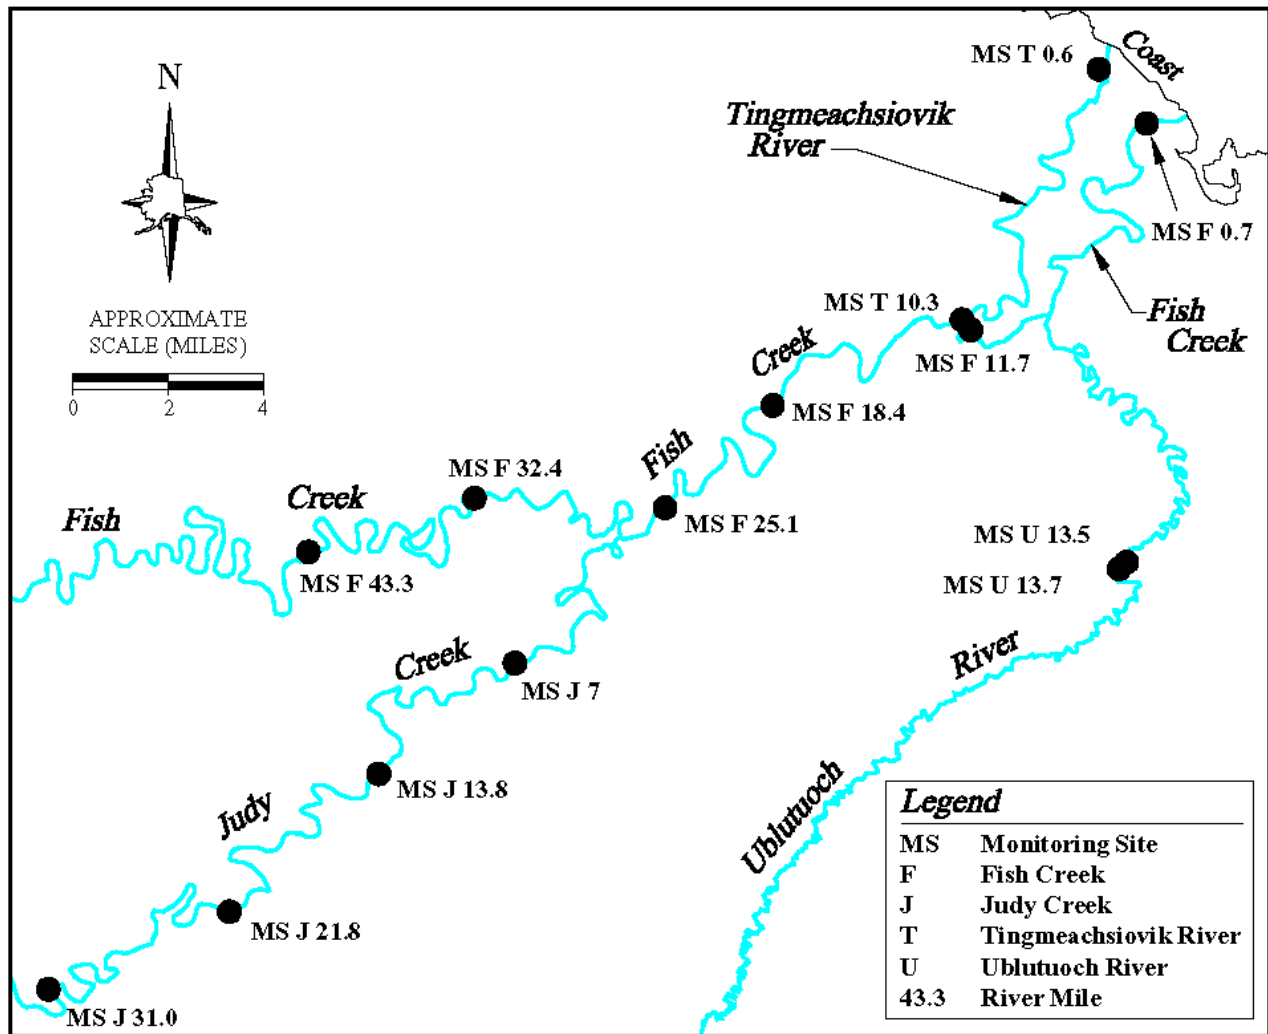 Coast
MS T 0.6
N
Tingmeachsiovik
River
MS F 0.7
MS T 10.3
Fish
Creek
APPROXIMATE
SCALE (MILES)
0 2 4
Creek
MS F 11.7
MS F 18.4
Fish
MS F 32.4
Creek
Fish
MS F 25.1
MS U 13.5
MS F 43.3
MS U 13.7
River
Creek
MS J 7
MS J 13.8
Judy
Ublutuoch
MS J 21.8
MS J 31.0
Legend
MS Monitoring Site
F Fish Creek
J Judy Creek
T Tingmeachsiovik River
U Ublutuoch River
43.3 River Mile